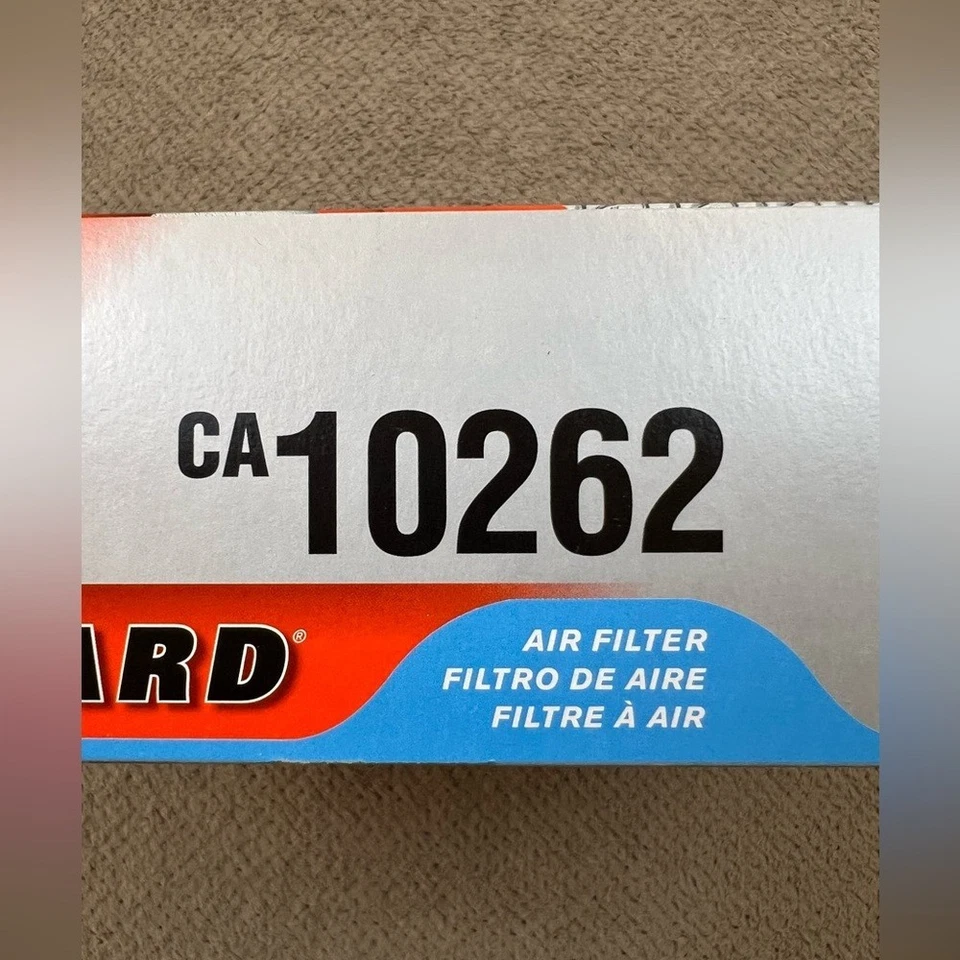 CA10262
ARD®
AIR FILTER
FILTRO DE AIRE
FILTRE À AIR